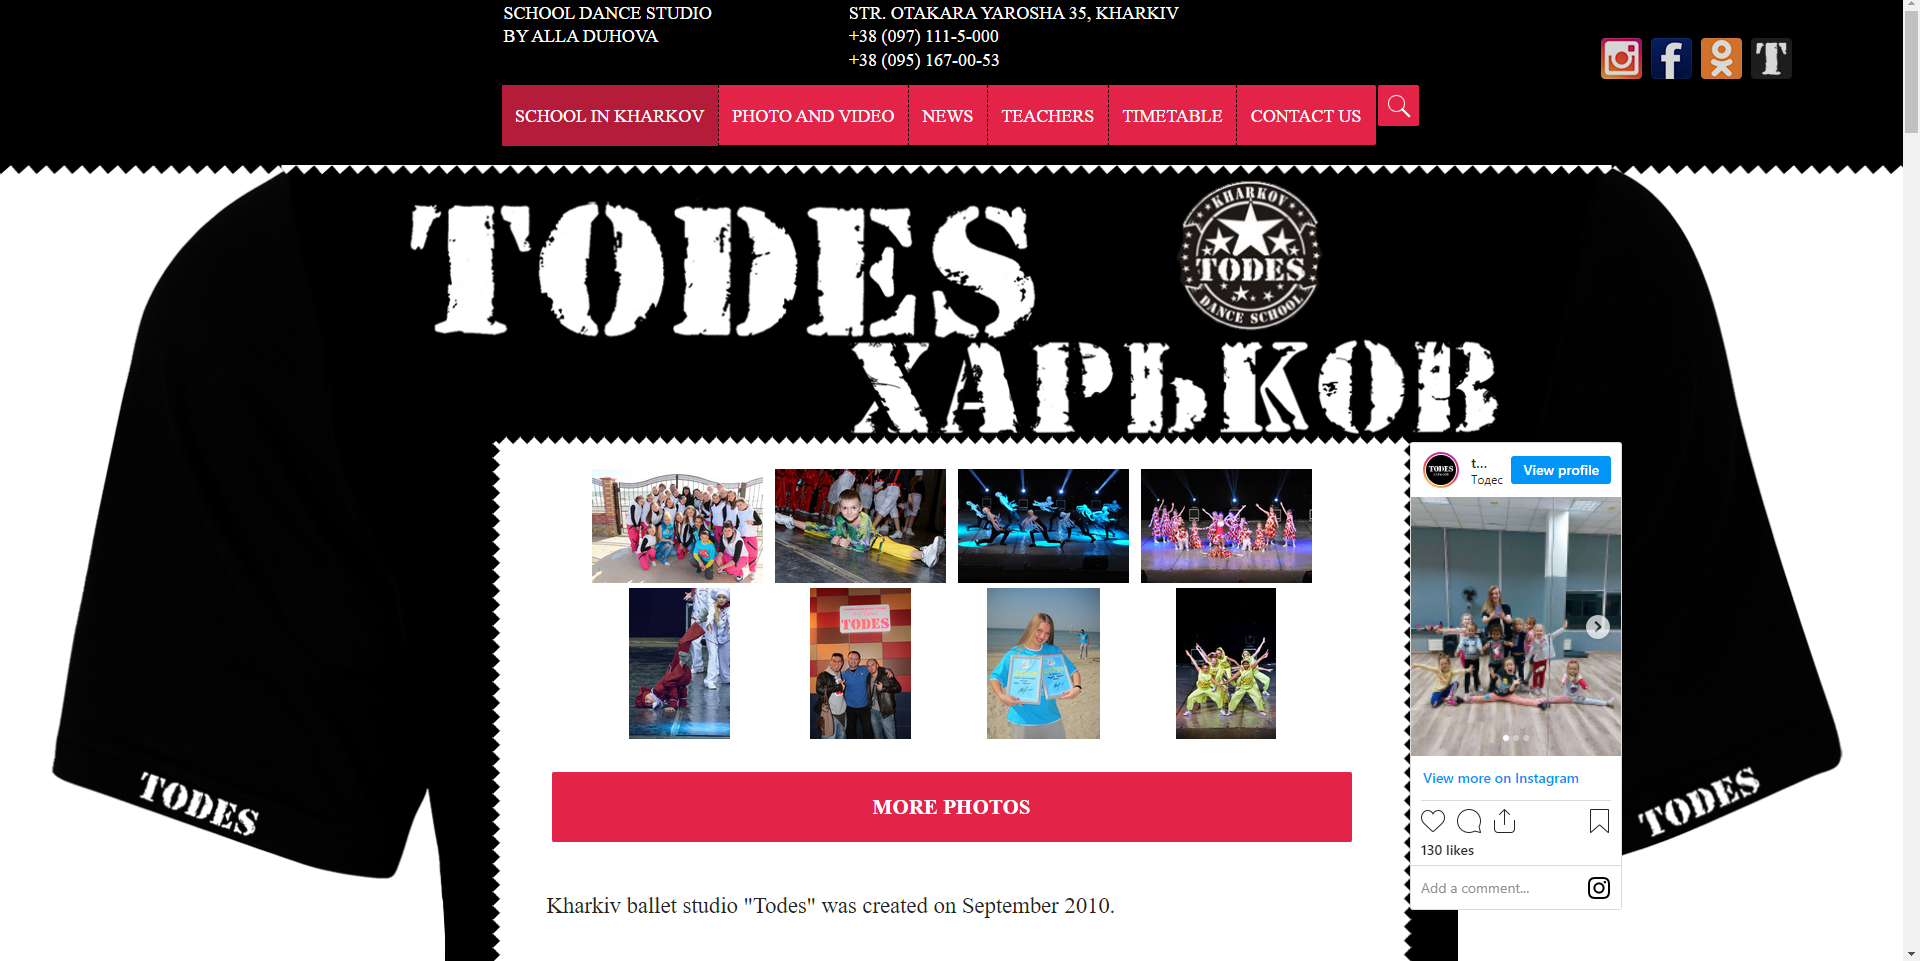 SCHOOL DANCE STUDIO
BY ALLA DUHOVA
STR. OTAKARA YAROSHA 35, KHARKIV
+38 (097) 111-5-000
+38 (095) 167-00-53
SCHOOL IN KHARKOV
PHOTO AND VIDEO
NEWS
TEACHERS
TIMETABLE
CONTACT US
TODES
KHARKOV
TODES
DANCE SCHOOL
ХАРЬКОВ
TODES
TODES
t...
Тодес
View profile
TODES
MORE PHOTOS
View more on Instagram
130 likes
Add a comment...
TODES
TODES
Kharkiv ballet studio "Todes" was created on September 2010.